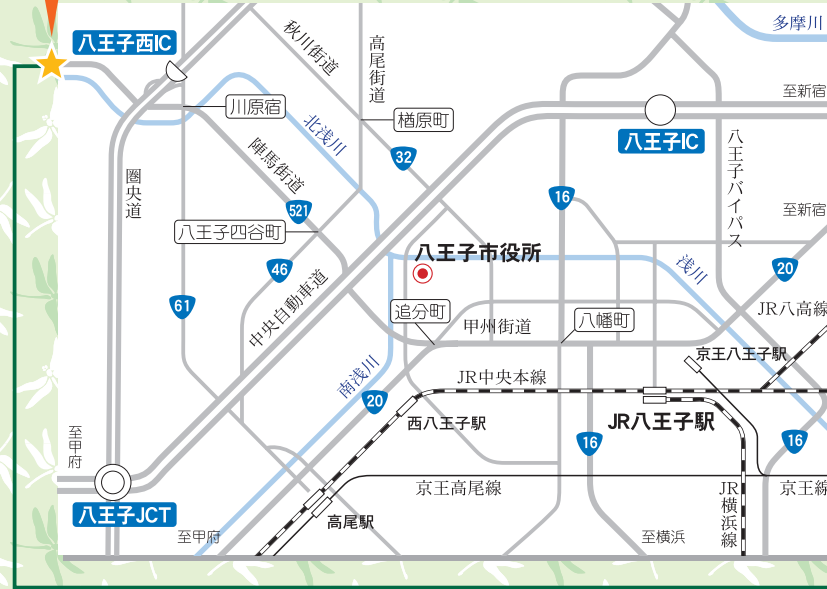 多摩川
八王子西IC
秋川街道
高尾街道
至新宿
川原宿
楢原町
北浅川
八王子IC
八王子バイパス
陣馬街道
32
圏央道
16
521
至新宿
八王子四谷町
八王子市役所
浅川
46
20
中央自動車道
61
追分町
八幡町
JR八高線
甲州街道
京王八王子駅
南浅川
JR中央本線
20
西八王子駅
JR八王子駅
至甲府
16
16
京王高尾線
JR横浜線
京王線
八王子JCT
高尾駅
至甲府
至横浜